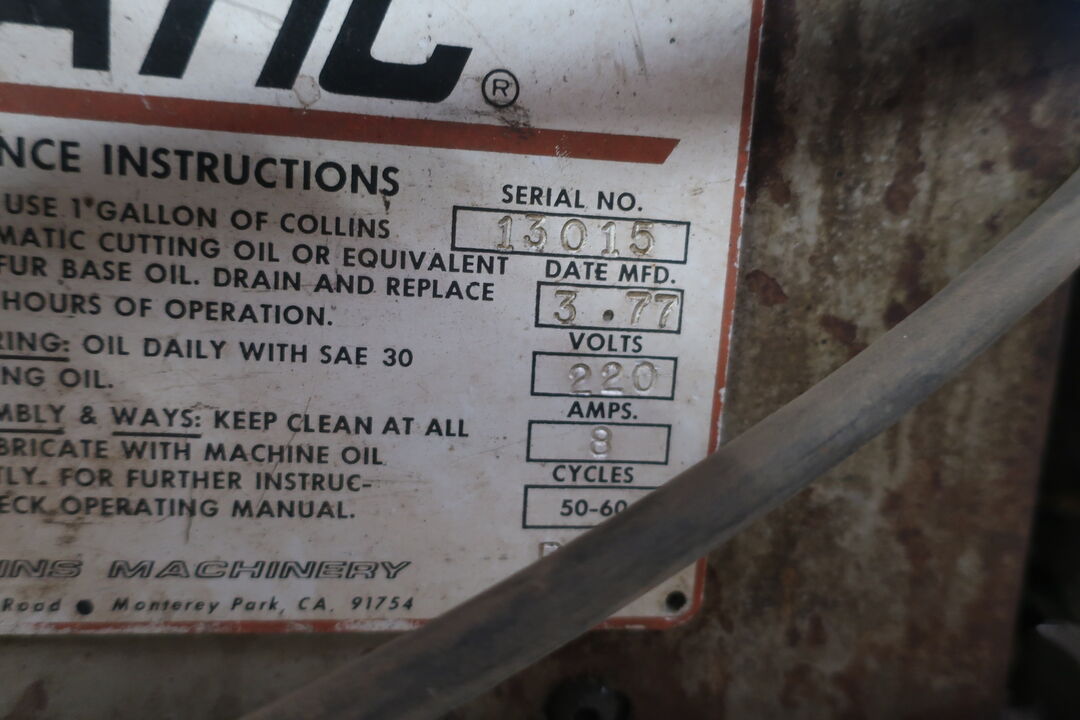 ATIC ®
NCE INSTRUCTIONS
SERIAL NO.
13015
USE 1 GALLON OF COLLINS
MATIC CUTTING OIL OR EQUIVALENT
FUR BASE OIL. DRAIN AND REPLACE
HOURS OF OPERATION.
DATE MFD.
3.77
RING: OIL DAILY WITH SAE 30
NG OIL.
VOLTS
220
MBLY & WAYS: KEEP CLEAN AT ALL
BRICATE WITH MACHINE OIL
TLY. FOR FURTHER INSTRUC-
ECK OPERATING MANUAL.
AMPS.
8
CYCLES
50-60
INS MACHINERY
Road • Monterey Park, CA. 91754